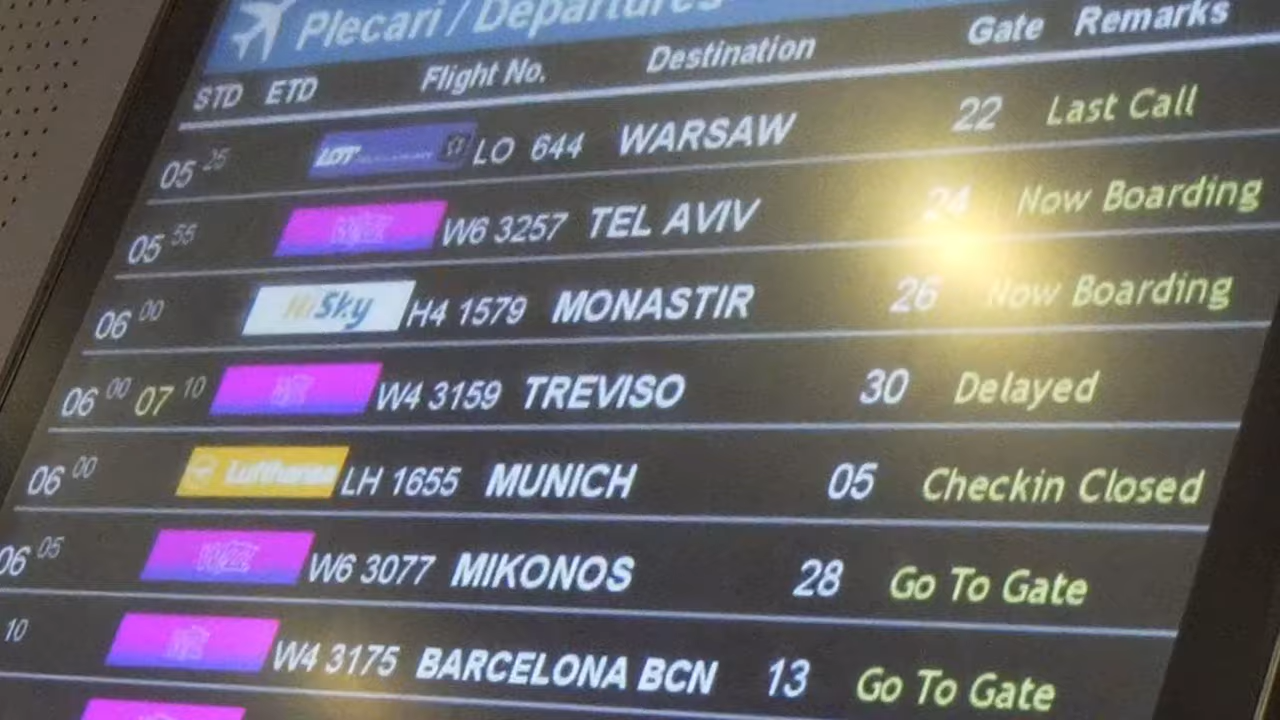 Plecari / Departures
STD ETD Flight No. Destination Gate Remarks
05 25 LOT LO 644 WARSAW 22 Last Call
05 55 W6 3257 TEL AVIV 24 Now Boarding
06 00 HiSky H4 1579 MONASTIR 26 Now Boarding
06 00 07 10 W4 3159 TREVISO 30 Delayed
06 00 Lufthansa LH 1655 MUNICH 05 Checkin Closed
06 05 W6 3077 MIKONOS 28 Go To Gate
10 W4 3175 BARCELONA BCN 13 Go To Gate